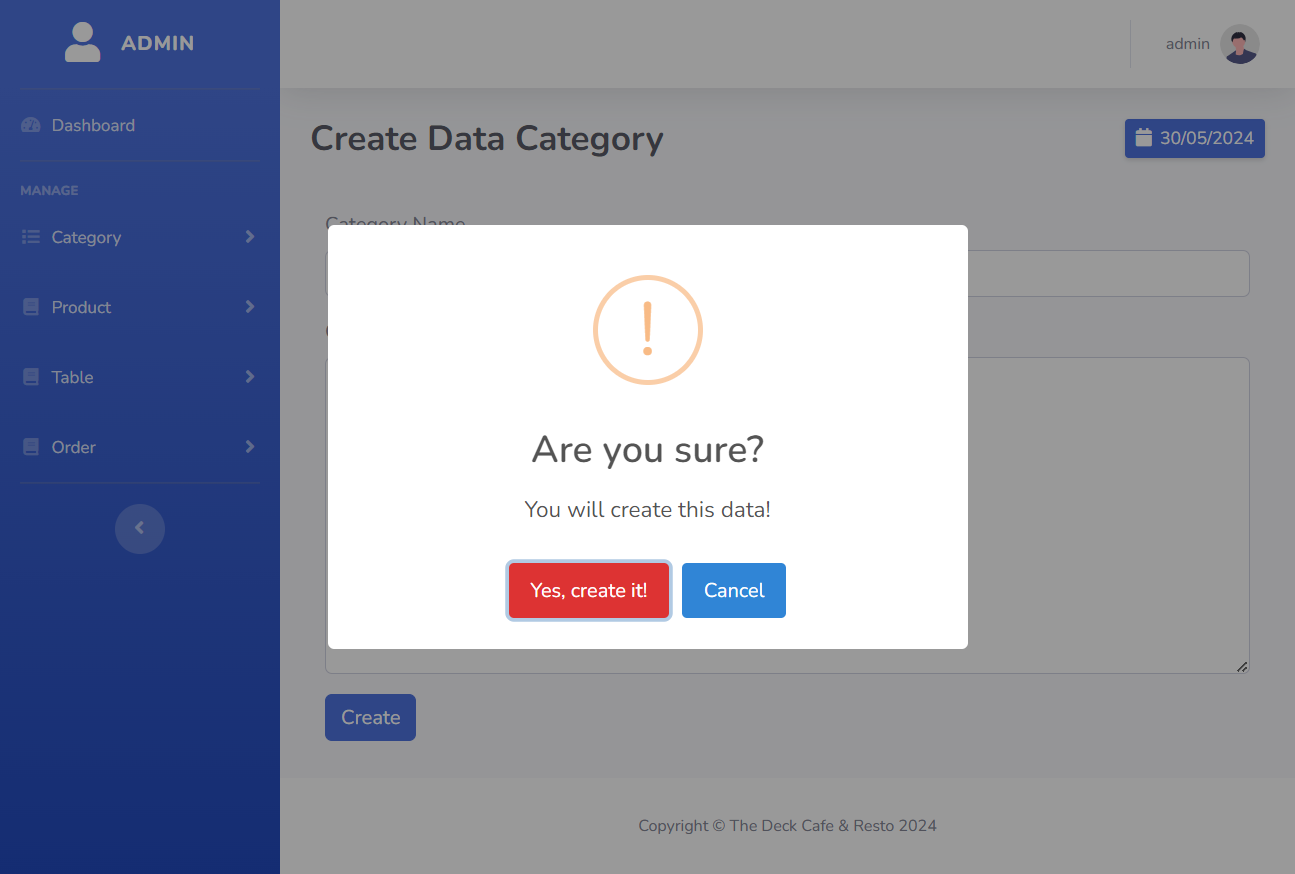 ADMIN
admin
Dashboard
Create Data Category
30/05/2024
MANAGE
Category
Product
Table
Order
Category Name
!
Are you sure?
You will create this data!
Yes, create it!
Cancel
Create
Copyright © The Deck Cafe & Resto 2024